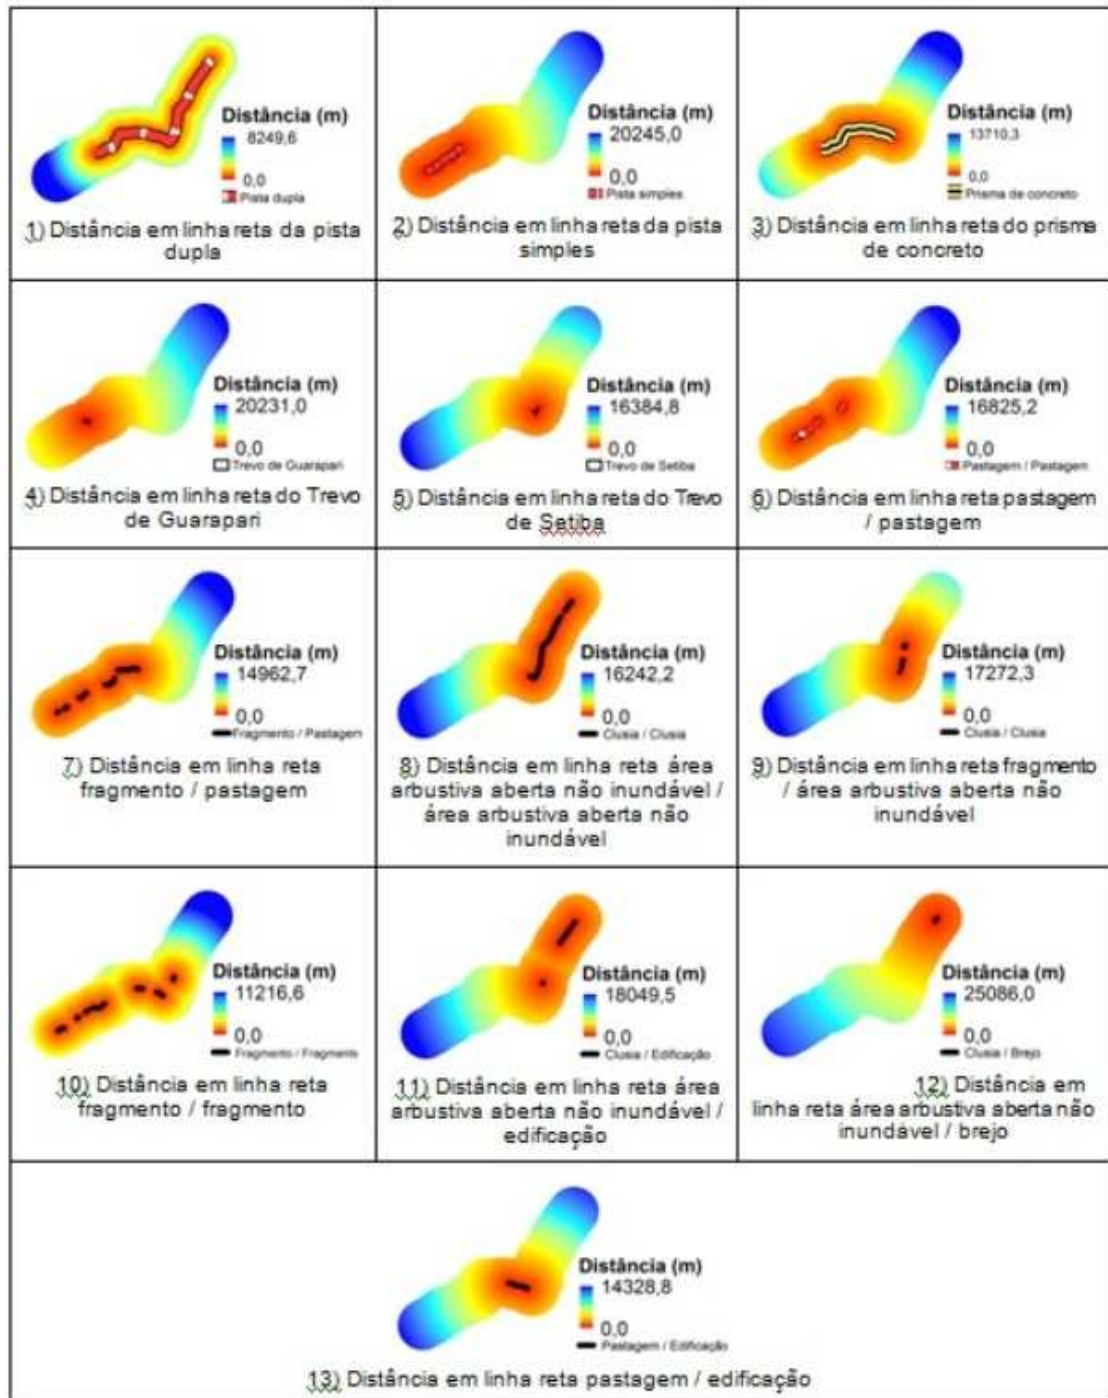 Distância (m)
8249,6
0,0
Pista dupla
1) Distância em linha reta da pista
dupla
Distância (m)
20245,0
0,0
Pista simples
2) Distância em linha reta da pista
simples
Distância (m)
13710,3
0,0
Prisma de concreto
3) Distância em linha reta do prisma
de concreto
Distância (m)
20231,0
0,0
Trevo de Guarapari
4) Distância em linha reta do Trevo
de Guarapari
Distância (m)
16384,8
0,0
Trevo de Setiba
5) Distância em linha reta do Trevo
de Setiba
Distância (m)
16825,2
0,0
Pastagem / Pastagem
6) Distância em linha reta pastagem
/ pastagem
Distância (m)
14962,7
0,0
Fragmento / Pastagem
7) Distância em linha reta
fragmento / pastagem
Distância (m)
16242,2
0,0
Clusia / Clusia
8) Distância em linha reta área
arbustiva aberta não inundável /
área arbustiva aberta não
inundável
Distância (m)
17272,3
0,0
Clusia / Clusia
9) Distância em linha reta fragmento
/ área arbustiva aberta não
inundável
Distância (m)
11216,6
0,0
Fragmento / Fragmento
10) Distância em linha reta
fragmento / fragmento
Distância (m)
18049,5
0,0
Clusia / Edificação
11) Distância em linha reta área
arbustiva aberta não inundável /
edificação
Distância (m)
25086,0
0,0
Clusia / Brejo
12) Distância em
linha reta área arbustiva aberta não
inundável / brejo
Distância (m)
14328,8
0,0
Pastagem / Edificação
13) Distância em linha reta pastagem / edificação